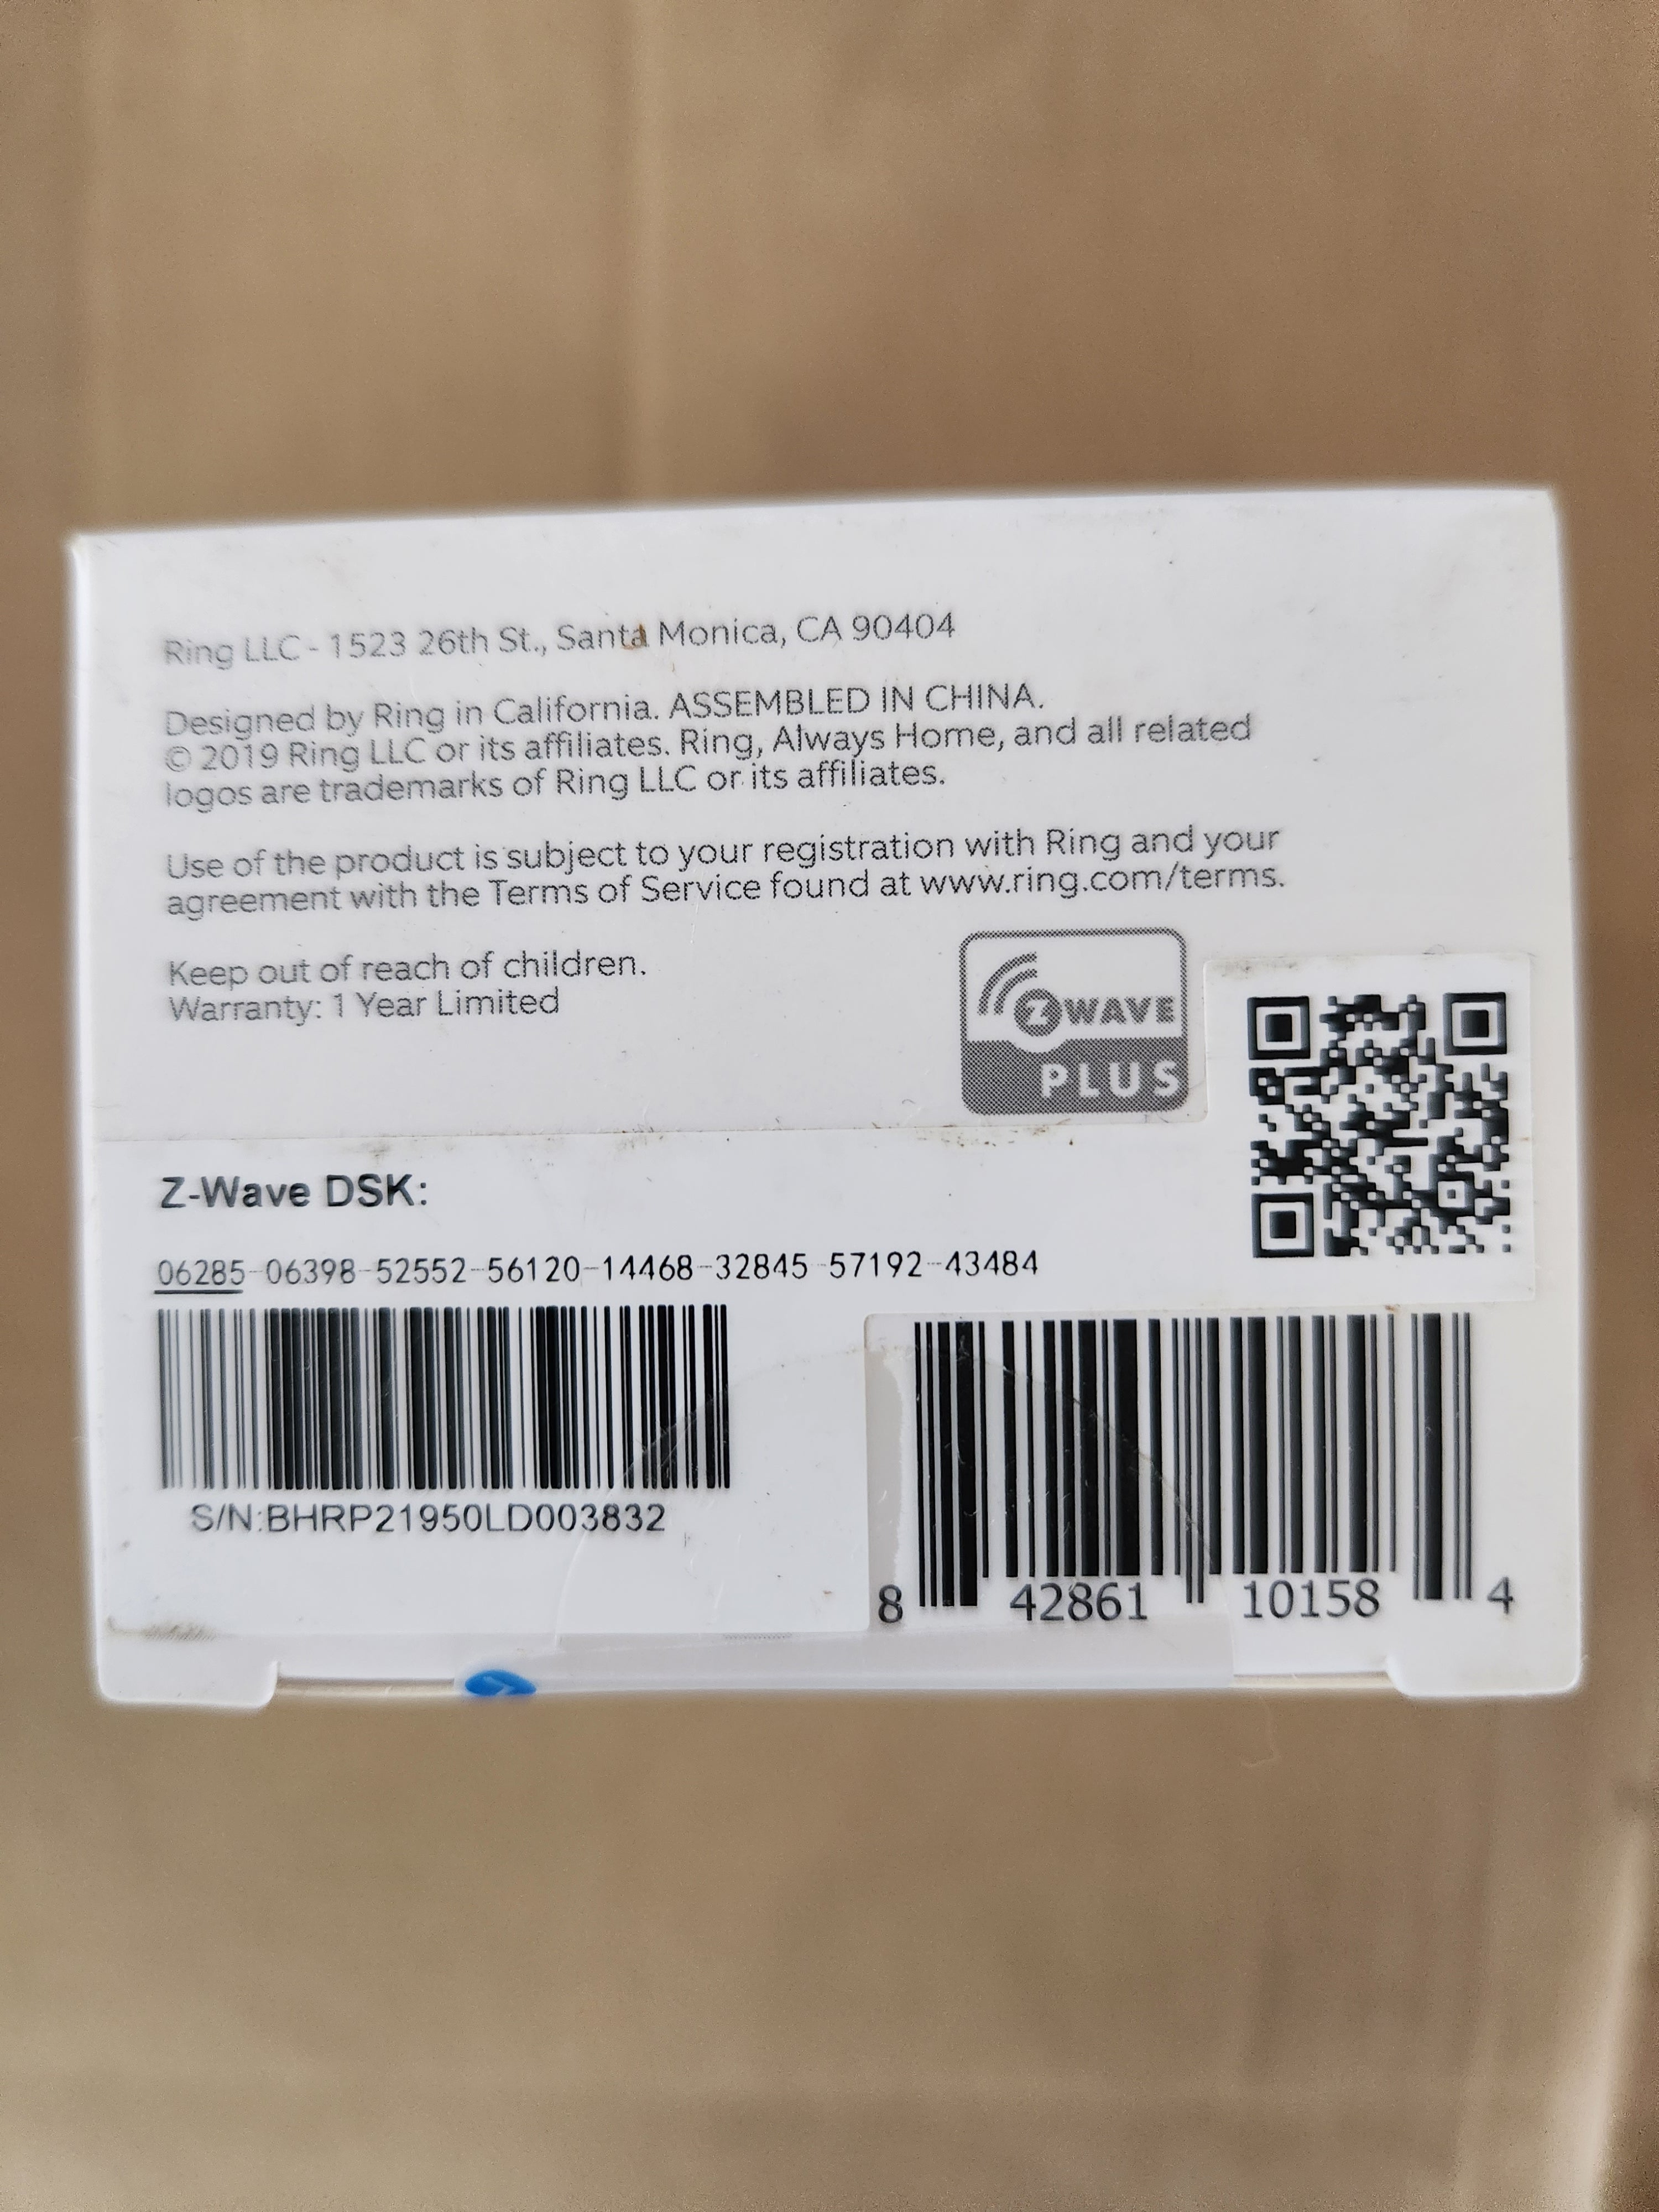 Ring LLC - 1523 26th St., Santa Monica, CA 90404
Designed by Ring in California. ASSEMBLED IN CHINA.
© 2019 Ring LLC or its affiliates. Ring, Always Home, and all related
logos are trademarks of Ring LLC or its affiliates.
Use of the product is subject to your registration with Ring and your
agreement with the Terms of Service found at www.ring.com/terms.
Keep out of reach of children.
Warranty: 1 Year Limited
Z WAVE
PLUS
Z-Wave DSK:
06285-06398-52552-56120-14468-32845-57192-43484
S/N:BHRP21950LD003832
8 42861 10158 4